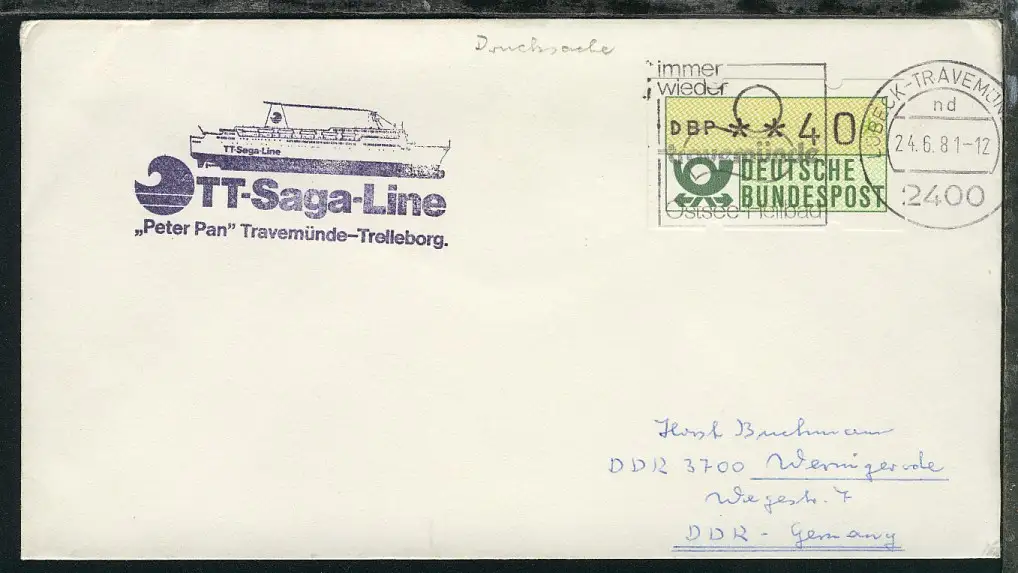 Drucksache
immer
wieder
DBP ** 40
travemünde
DEUTSCHE
BUNDESPOST
Ostsee-Heilbad
LÜBECK-TRAVEMÜN
nd
24.6.81-12
2400
TT-Saga-Line
TT-Saga-Line
„Peter Pan” Travemünde–Trelleborg.
Horst Buchmann
DDR 3700 Wernigerode
Wegestr. 7
DDR - Germany